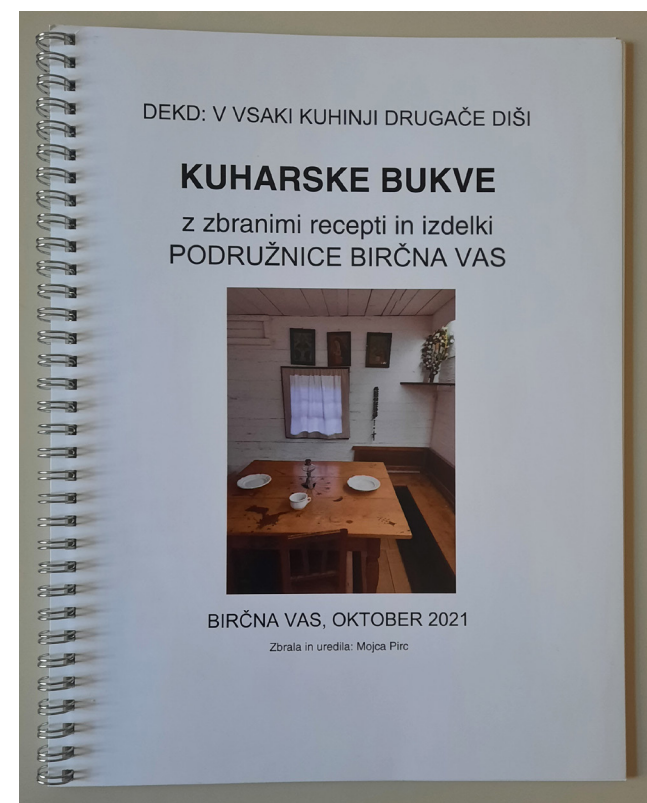 DEKD: V VSAKI KUHINJI DRUGAČE DIŠI
KUHARSKE BUKVE
z zbranimi recepti in izdelki
PODRUŽNICE BIRČNA VAS
BIRČNA VAS, OKTOBER 2021
Zbrala in uredila: Mojca Pirc